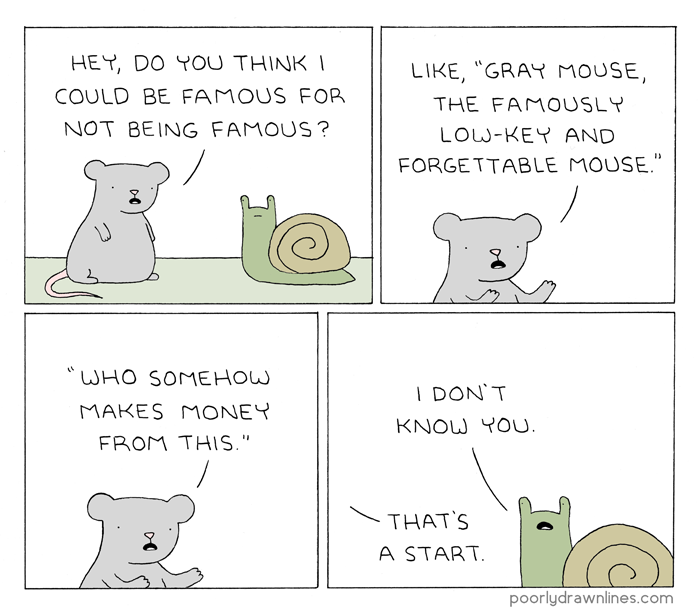 HEY, DO YOU THINK I
COULD BE FAMOUS FOR
NOT BEING FAMOUS?
LIKE, "GRAY MOUSE,
THE FAMOUSLY
LOW-KEY AND
FORGETTABLE MOUSE."
"WHO SOMEHOW
MAKES MONEY
FROM THIS."
I DON'T
KNOW YOU.
THAT'S
A START.
poorlydrawnlines.com